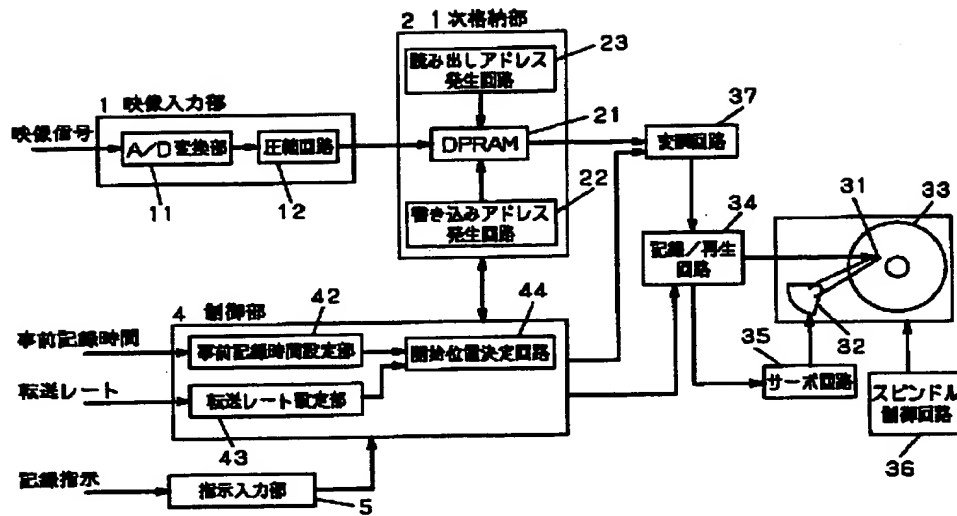 2 1次格納部
読み出しアドレス
発生回路
23
1 映像入力部
映像信号
A/D変換部
圧縮回路
11
12
DPRAM
21
書き込みアドレス
発生回路
22
37
変調回路
34
記録/再生
回路
31
33
32
35
サーボ回路
スピンドル
制御回路
36
4 制御部
42
44
事前記録時間
事前記録時間設定部
開始位置決定回路
転送レート
転送レート設定部
43
記録指示
指示入力部
5